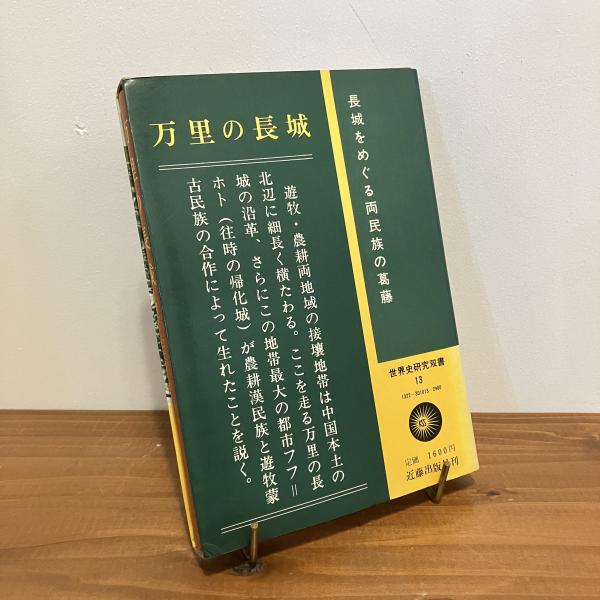 万里の長城
長城をめぐる両民族の葛藤
遊牧・農耕両地域の接壌地帯は中国本土の
北辺に細長く横たわる。ここを走る万里の長
城の沿革、さらにこの地帯最大の都市フフ=
ホト(往時の帰化城)が農耕漢民族と遊牧蒙
古民族の合作によって生れたことを説く。
世界史研究双書
13
1322-301013-2900
定価 1600円
近藤出版社刊